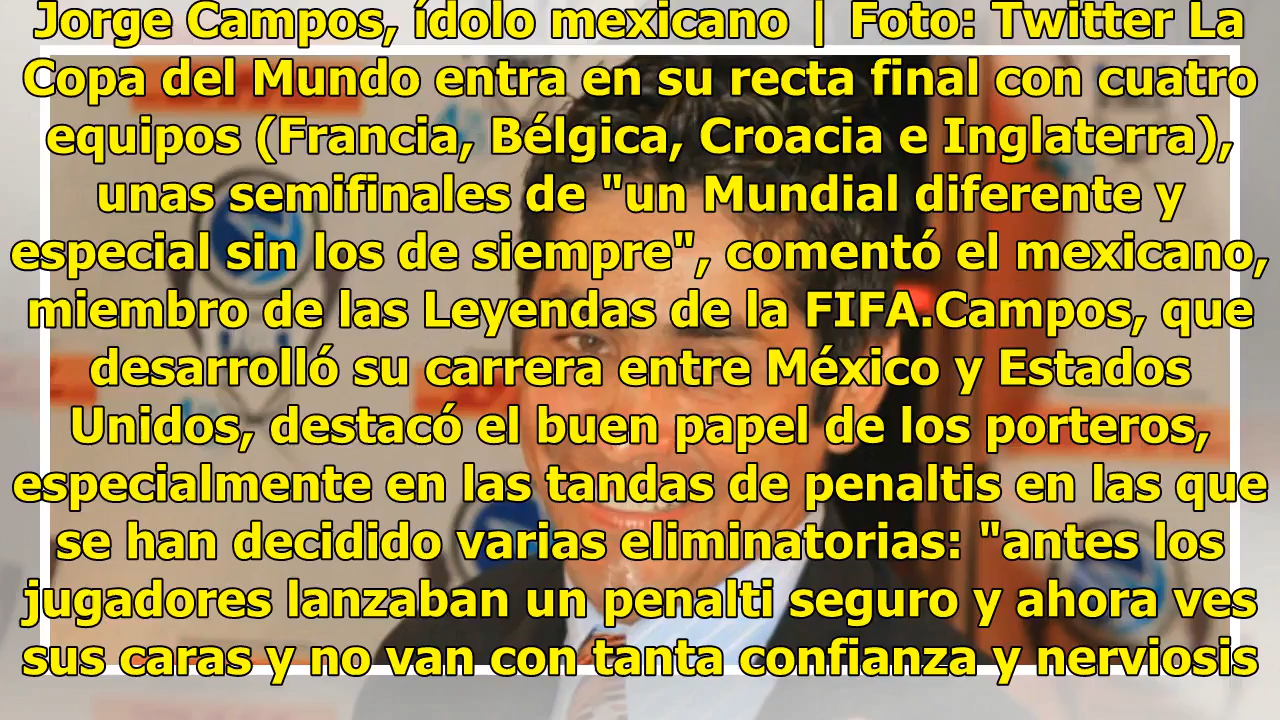 Jorge Campos, ídolo mexicano | Foto: Twitter La
Copa del Mundo entra en su recta final con cuatro
equipos (Francia, Bélgica, Croacia e Inglaterra),
unas semifinales de "un Mundial diferente y
especial sin los de siempre", comentó el mexicano,
miembro de las Leyendas de la FIFA.Campos, que
desarrolló su carrera entre México y Estados
Unidos, destacó el buen papel de los porteros,
especialmente en las tandas de penaltis en las que
se han decidido varias eliminatorias: "antes los
jugadores lanzaban un penalti seguro y ahora ves
sus caras y no van con tanta confianza y nerviosis